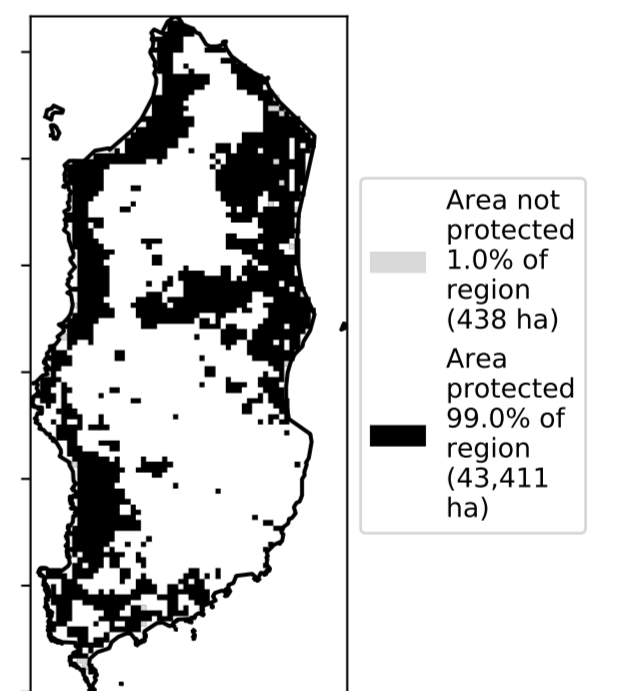 Area not
protected
1.0% of
region
(438 ha)
Area
protected
99.0% of
region
(43,411
ha)